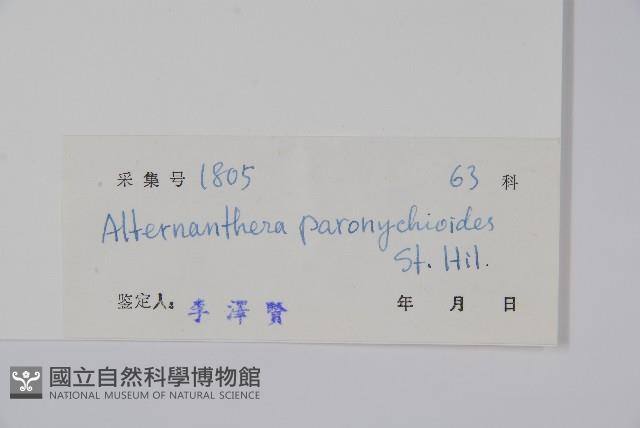 采集号 1805 63 科
Alternanthera paronychioides
St. Hil.
鉴定人: 李澤賢 年 月 日
國立自然科學博物館
NATIONAL MUSEUM OF NATURAL SCIENCE